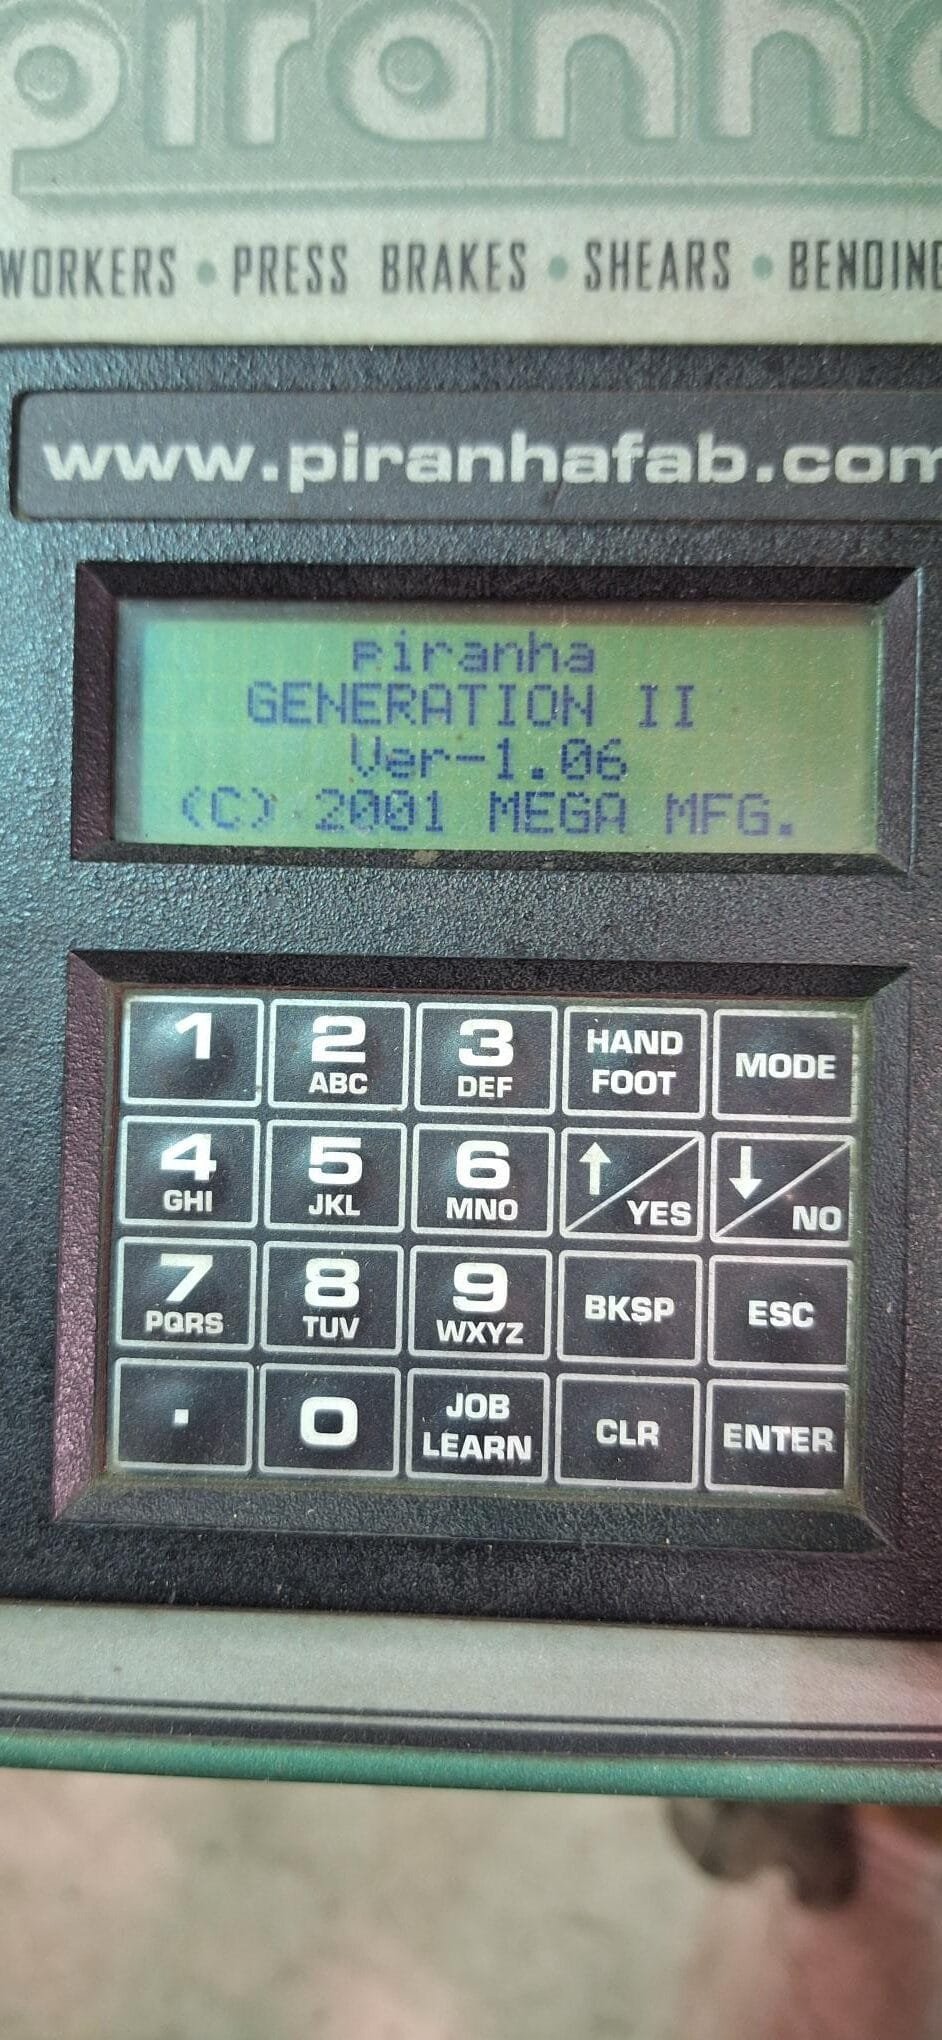 piranha
WORKERS • PRESS BRAKES • SHEARS • BENDING
www.piranhafab.com
piranha
GENERATION II
Ver-1.06
(C) 2001 MEGA MFG.
1
2
ABC
3
DEF
HAND
FOOT
MODE
4
GHI
5
JKL
6
MNO
↑
YES
↓
NO
7
PQRS
8
TUV
9
WXYZ
BKSP
ESC
.
0
JOB
LEARN
CLR
ENTER